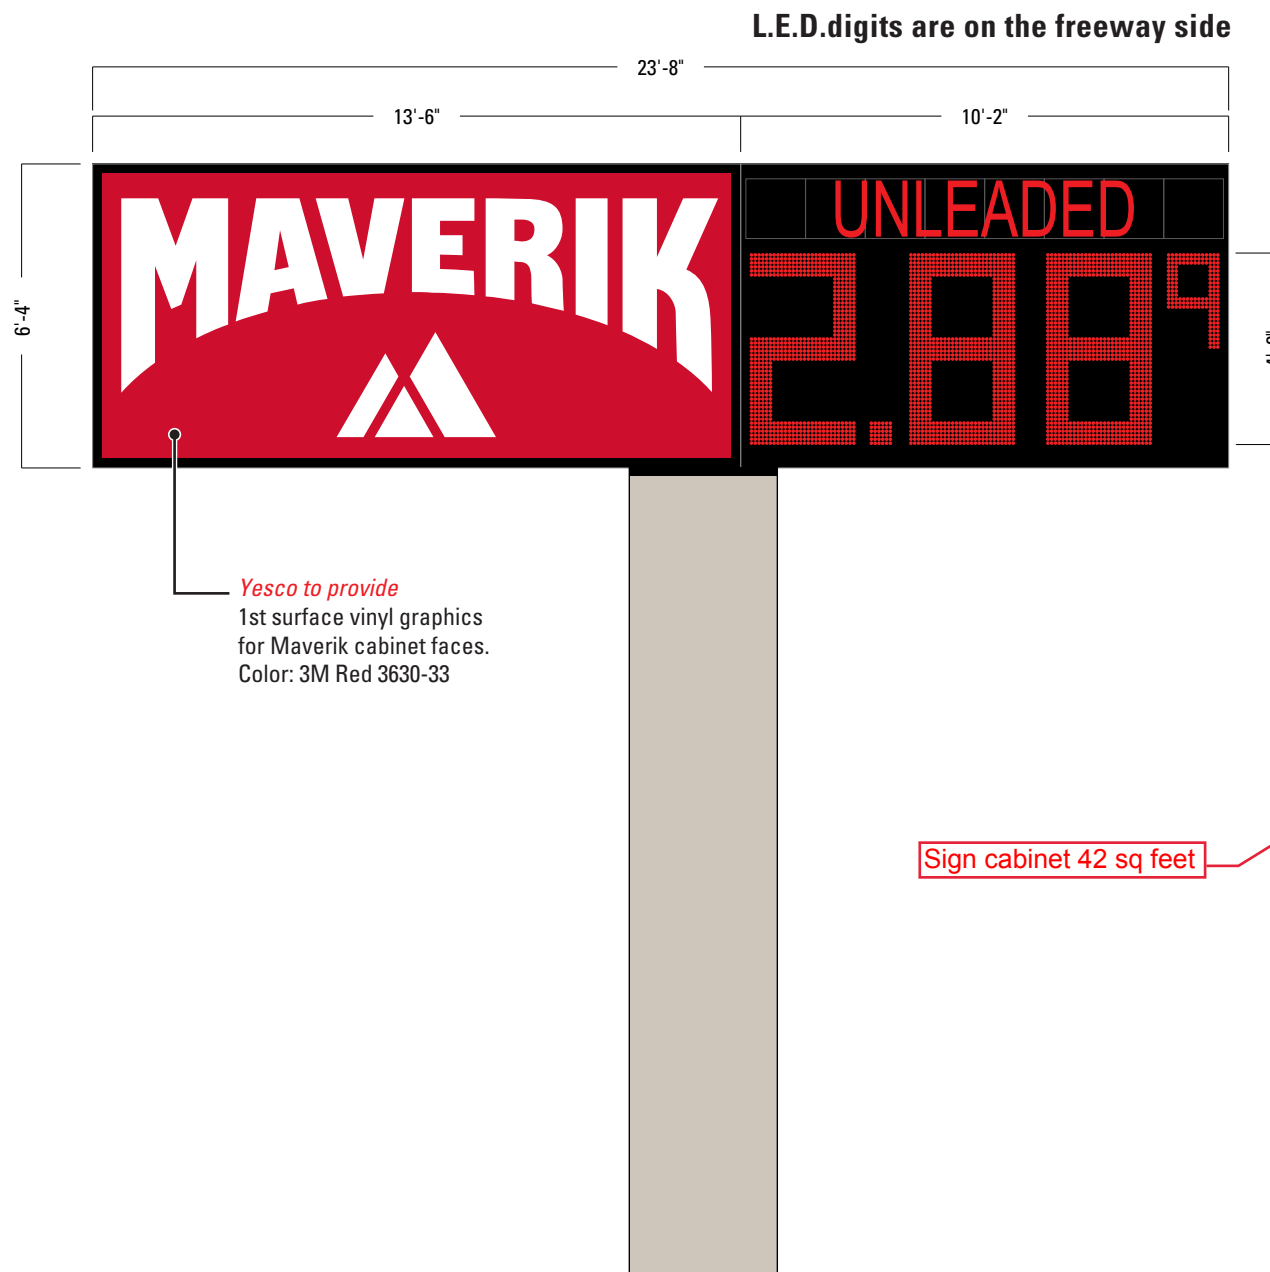 L.E.D.digits are on the freeway side
23'-8"
13'-6"
10'-2"
6'-4"
MAVERIK
UNLEADED
2.88⁹
Yesco to provide
1st surface vinyl graphics
for Maverik cabinet faces.
Color: 3M Red 3630-33
Sign cabinet 42 sq feet